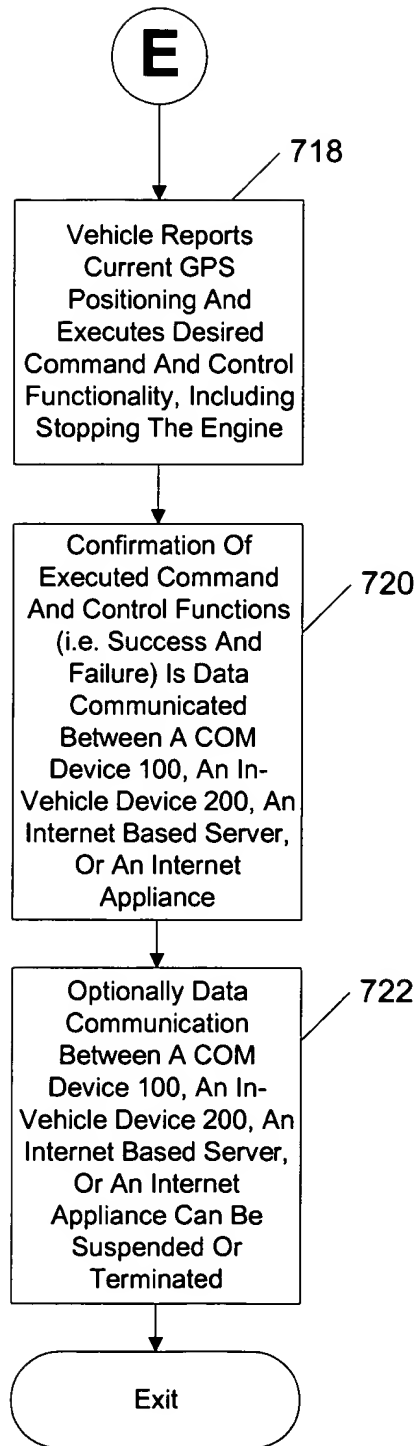 E
718
Vehicle Reports
Current GPS
Positioning And
Executes Desired
Command And Control
Functionality, Including
Stopping The Engine
720
Confirmation Of
Executed Command
And Control Functions
(i.e. Success And
Failure) Is Data
Communicated
Between A COM
Device 100, An In-
Vehicle Device 200, An
Internet Based Server,
Or An Internet
Appliance
722
Optionally Data
Communication
Between A COM
Device 100, An In-
Vehicle Device 200, An
Internet Based Server,
Or An Internet
Appliance Can Be
Suspended Or
Terminated
Exit